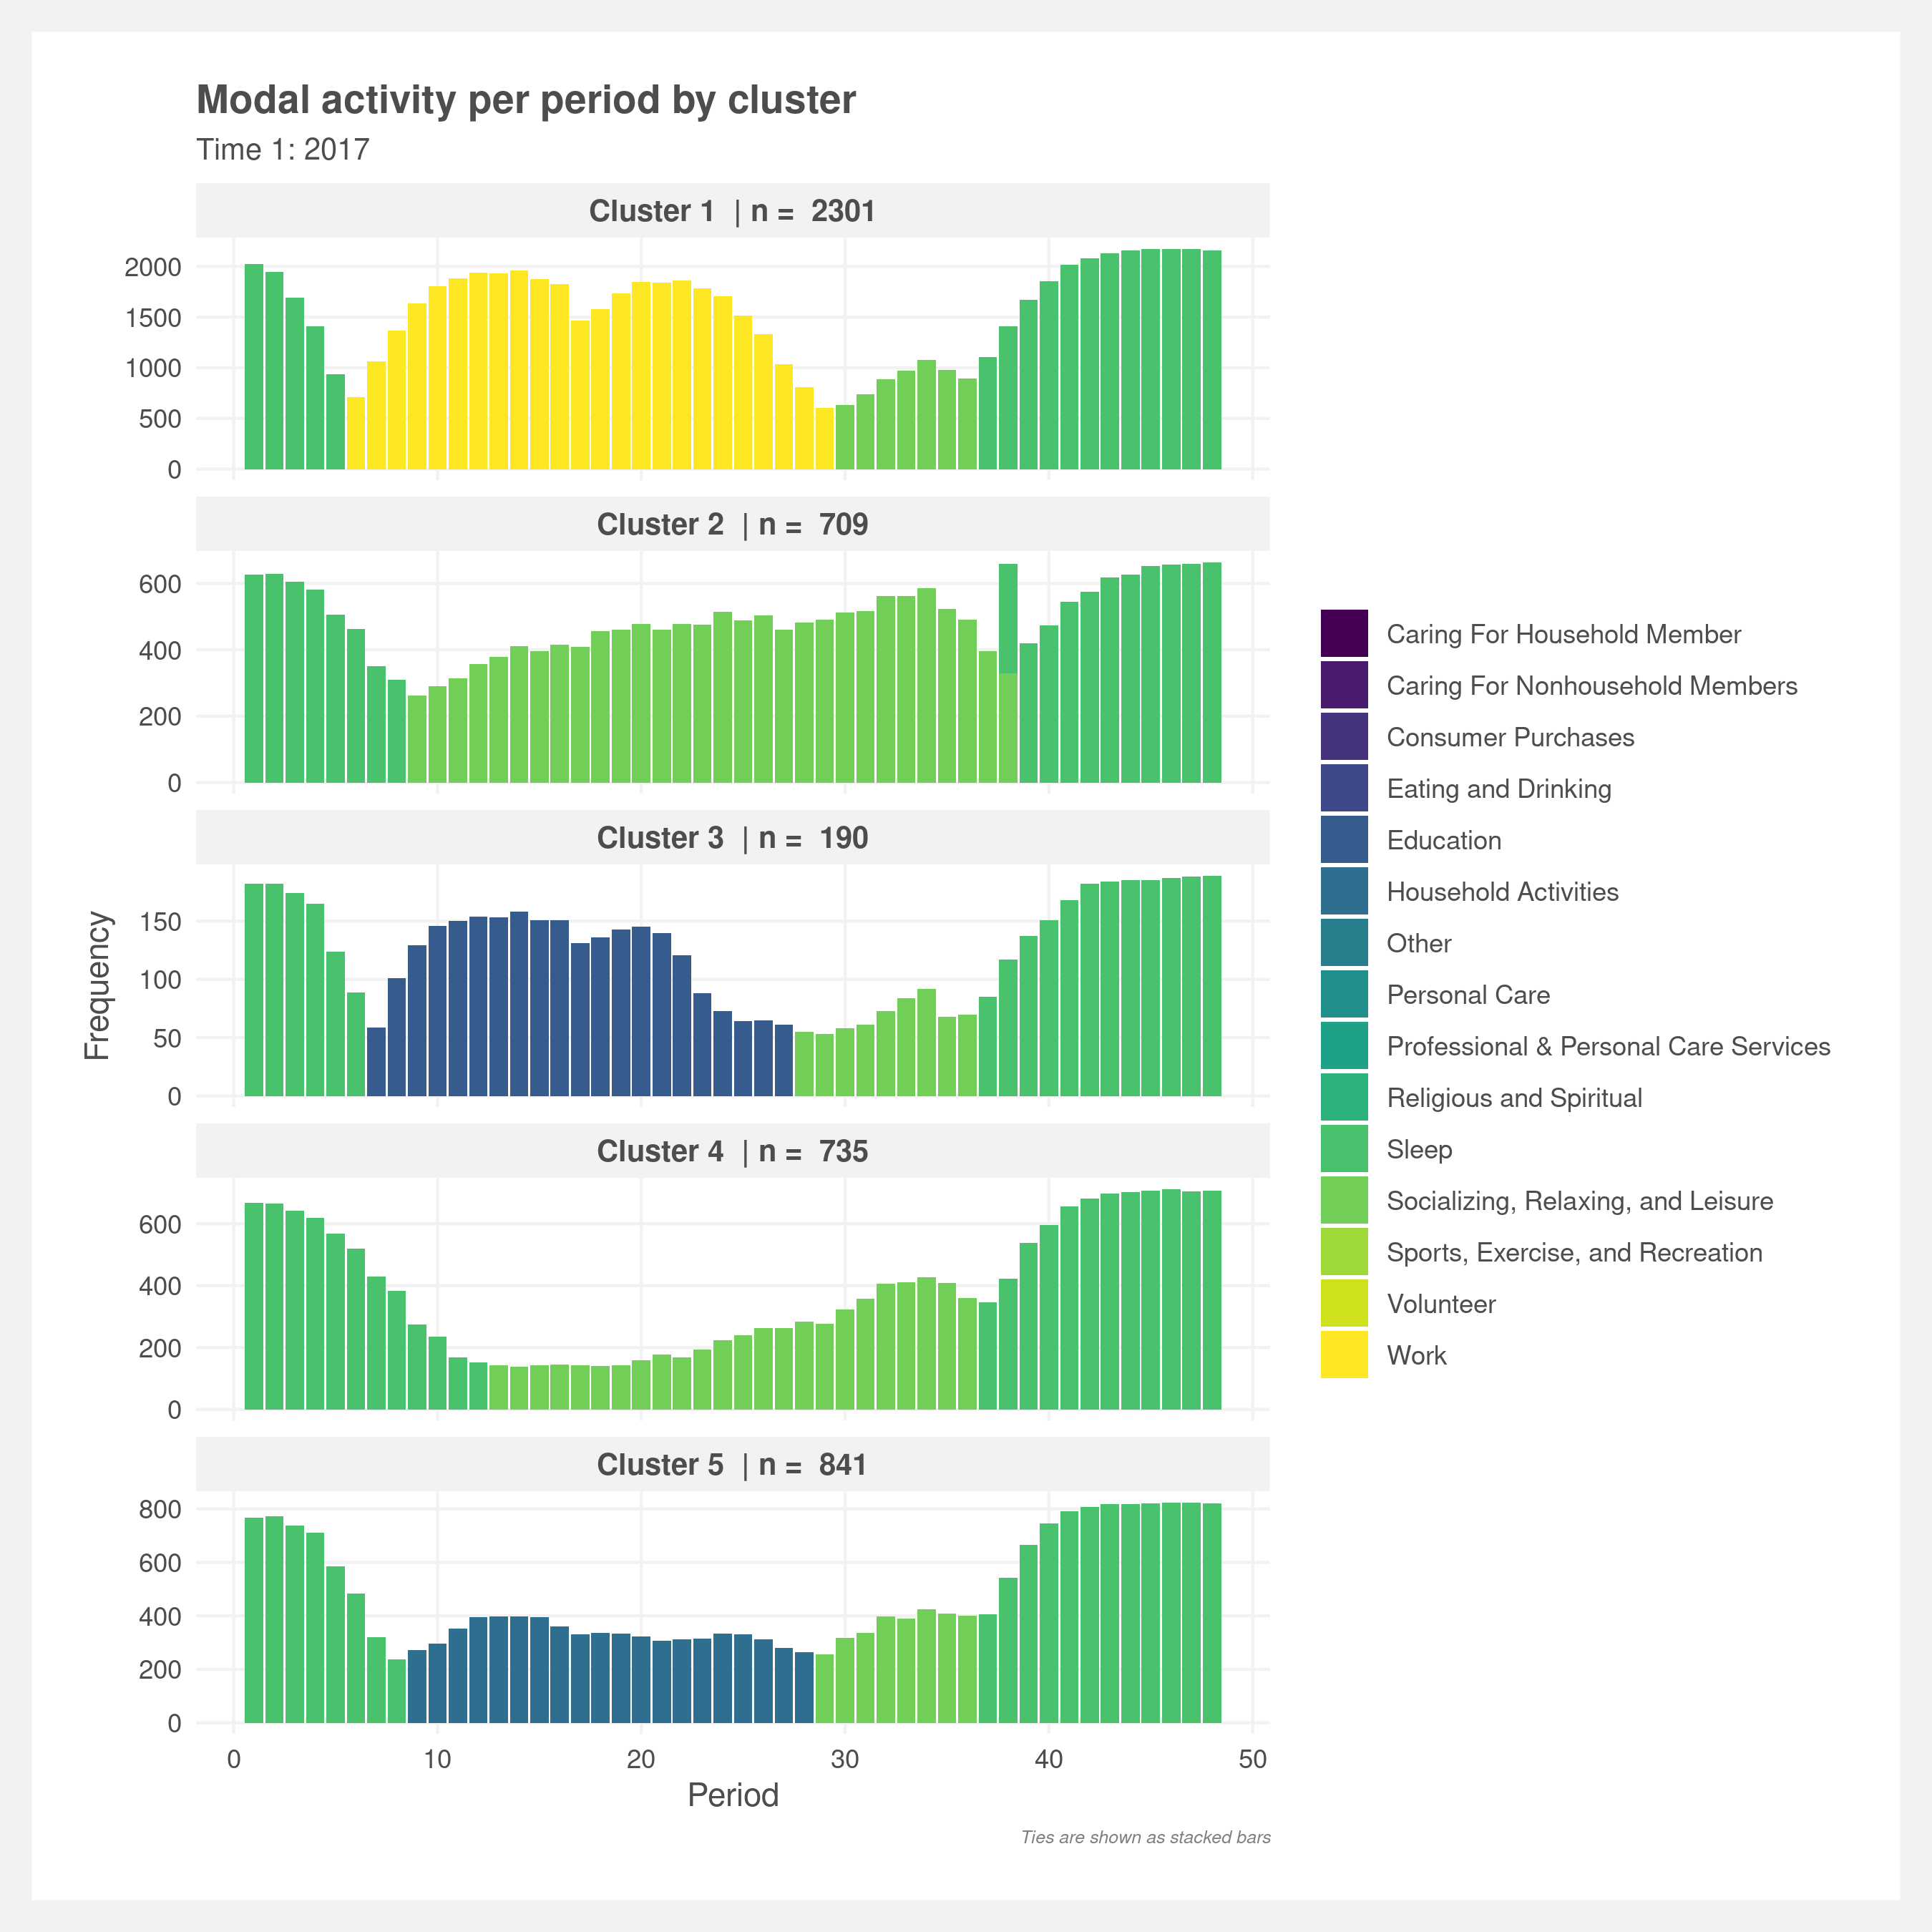 Modal activity per period by cluster
Time 1: 2017
Cluster 1 | n = 2301
2000
1500
1000
500
0
Cluster 2 | n = 709
600
400
200
0
Cluster 3 | n = 190
150
100
50
0
Cluster 4 | n = 735
600
400
200
0
Cluster 5 | n = 841
800
600
400
200
0
0 10 20 30 40 50
Period
Frequency
Ties are shown as stacked bars
Caring For Household Member
Caring For Nonhousehold Members
Consumer Purchases
Eating and Drinking
Education
Household Activities
Other
Personal Care
Professional & Personal Care Services
Religious and Spiritual
Sleep
Socializing, Relaxing, and Leisure
Sports, Exercise, and Recreation
Volunteer
Work